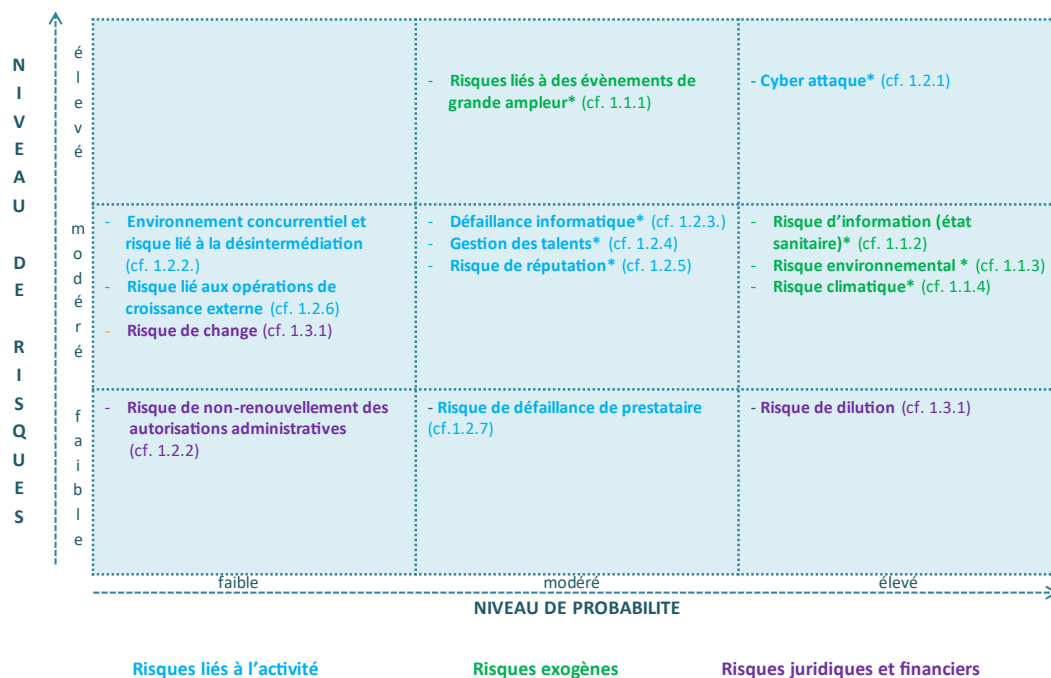 NIVEAU DE RISQUES
élevé
- Risques liés à des évènements de
grande ampleur* (cf. 1.1.1)
- Cyber attaque* (cf. 1.2.1)
modéré
- Environnement concurrentiel et
risque lié à la désintermédiation
(cf. 1.2.2.)
- Risque lié aux opérations de
croissance externe (cf. 1.2.6)
- Risque de change (cf. 1.3.1)
- Défaillance informatique* (cf. 1.2.3.)
- Gestion des talents* (cf. 1.2.4)
- Risque de réputation* (cf. 1.2.5)
- Risque d’information (état
sanitaire)* (cf. 1.1.2)
- Risque environnemental * (cf. 1.1.3)
- Risque climatique* (cf. 1.1.4)
faible
- Risque de non-renouvellement des
autorisations administratives
(cf. 1.2.2)
- Risque de défaillance de prestataire
(cf.1.2.7)
- Risque de dilution (cf. 1.3.1)
faible modéré élevé
NIVEAU DE PROBABILITE
Risques liés à l’activité Risques exogènes Risques juridiques et financiers